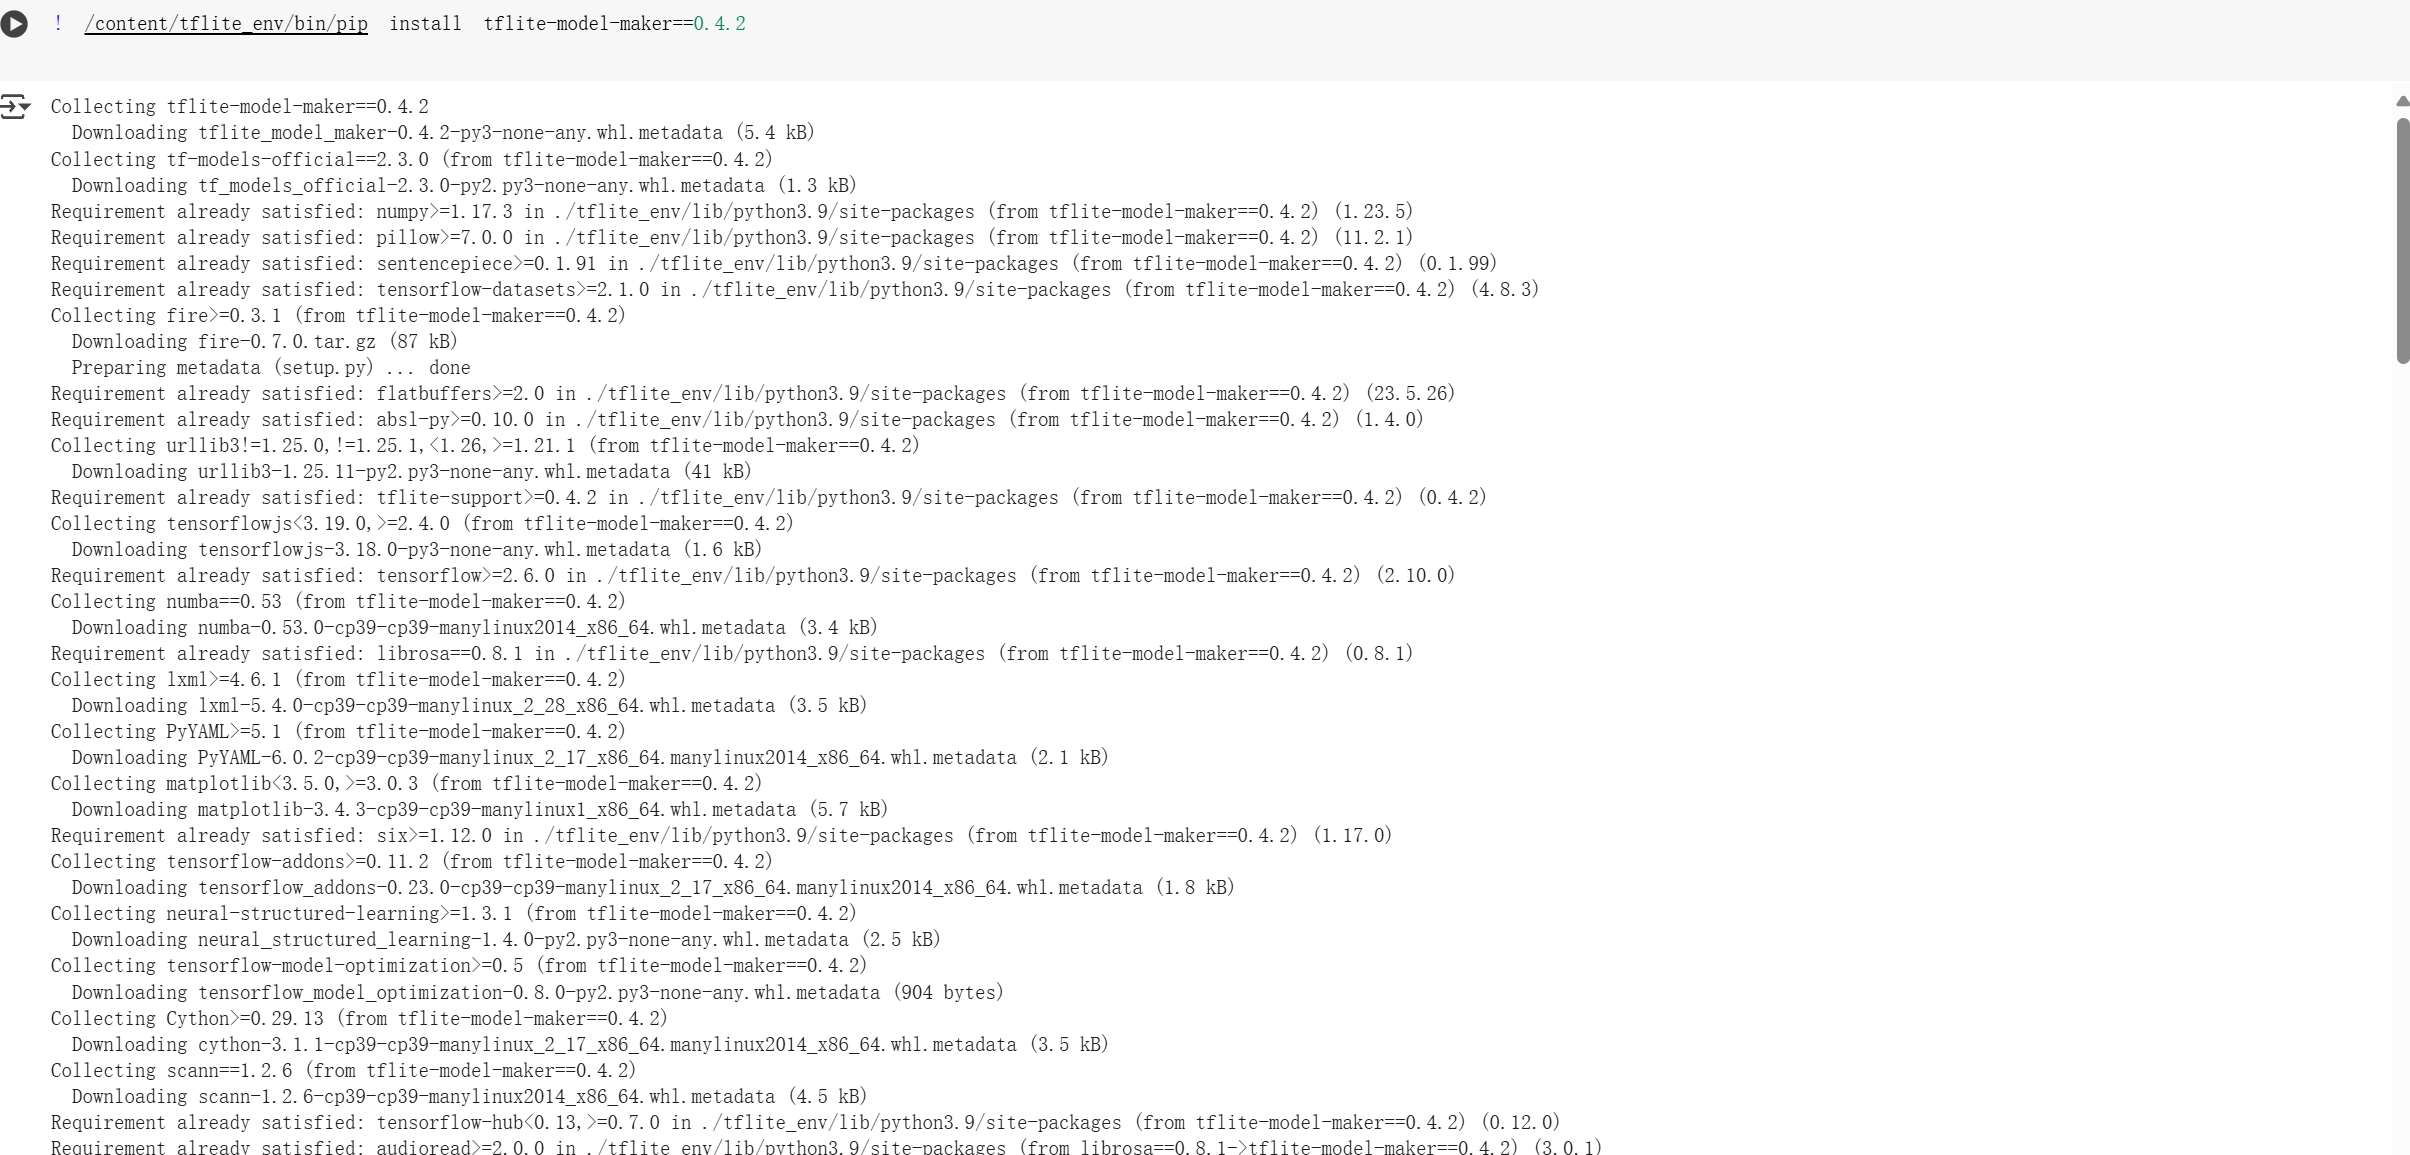 ! /content/tflite_env/bin/pip install tflite-model-maker==0.4.2
Collecting tflite-model-maker==0.4.2
  Downloading tflite_model_maker-0.4.2-py3-none-any.whl.metadata (5.4 kB)
Collecting tf-models-official==2.3.0 (from tflite-model-maker==0.4.2)
  Downloading tf_models_official-2.3.0-py2.py3-none-any.whl.metadata (1.3 kB)
Requirement already satisfied: numpy>=1.17.3 in ./tflite_env/lib/python3.9/site-packages (from tflite-model-maker==0.4.2) (1.23.5)
Requirement already satisfied: pillow>=7.0.0 in ./tflite_env/lib/python3.9/site-packages (from tflite-model-maker==0.4.2) (11.2.1)
Requirement already satisfied: sentencepiece>=0.1.91 in ./tflite_env/lib/python3.9/site-packages (from tflite-model-maker==0.4.2) (0.1.99)
Requirement already satisfied: tensorflow-datasets>=2.1.0 in ./tflite_env/lib/python3.9/site-packages (from tflite-model-maker==0.4.2) (4.8.3)
Collecting fire>=0.3.1 (from tflite-model-maker==0.4.2)
  Downloading fire-0.7.0.tar.gz (87 kB)
  Preparing metadata (setup.py) ... done
Requirement already satisfied: flatbuffers>=2.0 in ./tflite_env/lib/python3.9/site-packages (from tflite-model-maker==0.4.2) (23.5.26)
Requirement already satisfied: absl-py>=0.10.0 in ./tflite_env/lib/python3.9/site-packages (from tflite-model-maker==0.4.2) (1.4.0)
Collecting urllib3!=1.25.0,!=1.25.1,<1.26,>=1.21.1 (from tflite-model-maker==0.4.2)
  Downloading urllib3-1.25.11-py2.py3-none-any.whl.metadata (41 kB)
Requirement already satisfied: tflite-support>=0.4.2 in ./tflite_env/lib/python3.9/site-packages (from tflite-model-maker==0.4.2) (0.4.2)
Collecting tensorflowjs<3.19.0,>=2.4.0 (from tflite-model-maker==0.4.2)
  Downloading tensorflowjs-3.18.0-py3-none-any.whl.metadata (1.6 kB)
Requirement already satisfied: tensorflow>=2.6.0 in ./tflite_env/lib/python3.9/site-packages (from tflite-model-maker==0.4.2) (2.10.0)
Collecting numba==0.53 (from tflite-model-maker==0.4.2)
  Downloading numba-0.53.0-cp39-cp39-manylinux2014_x86_64.whl.metadata (3.4 kB)
Requirement already satisfied: librosa==0.8.1 in ./tflite_env/lib/python3.9/site-packages (from tflite-model-maker==0.4.2) (0.8.1)
Collecting lxml>=4.6.1 (from tflite-model-maker==0.4.2)
  Downloading lxml-5.4.0-cp39-cp39-manylinux_2_28_x86_64.whl.metadata (3.5 kB)
Collecting PyYAML>=5.1 (from tflite-model-maker==0.4.2)
  Downloading PyYAML-6.0.2-cp39-cp39-manylinux_2_17_x86_64.manylinux2014_x86_64.whl.metadata (2.1 kB)
Collecting matplotlib<3.5.0,>=3.0.3 (from tflite-model-maker==0.4.2)
  Downloading matplotlib-3.4.3-cp39-cp39-manylinux1_x86_64.whl.metadata (5.7 kB)
Requirement already satisfied: six>=1.12.0 in ./tflite_env/lib/python3.9/site-packages (from tflite-model-maker==0.4.2) (1.17.0)
Collecting tensorflow-addons>=0.11.2 (from tflite-model-maker==0.4.2)
  Downloading tensorflow_addons-0.23.0-cp39-cp39-manylinux_2_17_x86_64.manylinux2014_x86_64.whl.metadata (1.8 kB)
Collecting neural-structured-learning>=1.3.1 (from tflite-model-maker==0.4.2)
  Downloading neural_structured_learning-1.4.0-py2.py3-none-any.whl.metadata (2.5 kB)
Collecting tensorflow-model-optimization>=0.5 (from tflite-model-maker==0.4.2)
  Downloading tensorflow_model_optimization-0.8.0-py2.py3-none-any.whl.metadata (904 bytes)
Collecting Cython>=0.29.13 (from tflite-model-maker==0.4.2)
  Downloading cython-3.1.1-cp39-cp39-manylinux_2_17_x86_64.manylinux2014_x86_64.whl.metadata (3.5 kB)
Collecting scann==1.2.6 (from tflite-model-maker==0.4.2)
  Downloading scann-1.2.6-cp39-cp39-manylinux2014_x86_64.whl.metadata (4.5 kB)
Requirement already satisfied: tensorflow-hub<0.13,>=0.7.0 in ./tflite_env/lib/python3.9/site-packages (from tflite-model-maker==0.4.2) (0.12.0)
Requirement already satisfied: audioread>=2.0.0 in ./tflite_env/lib/python3.9/site-packages (from librosa==0.8.1->tflite-model-maker==0.4.2) (3.0.1)